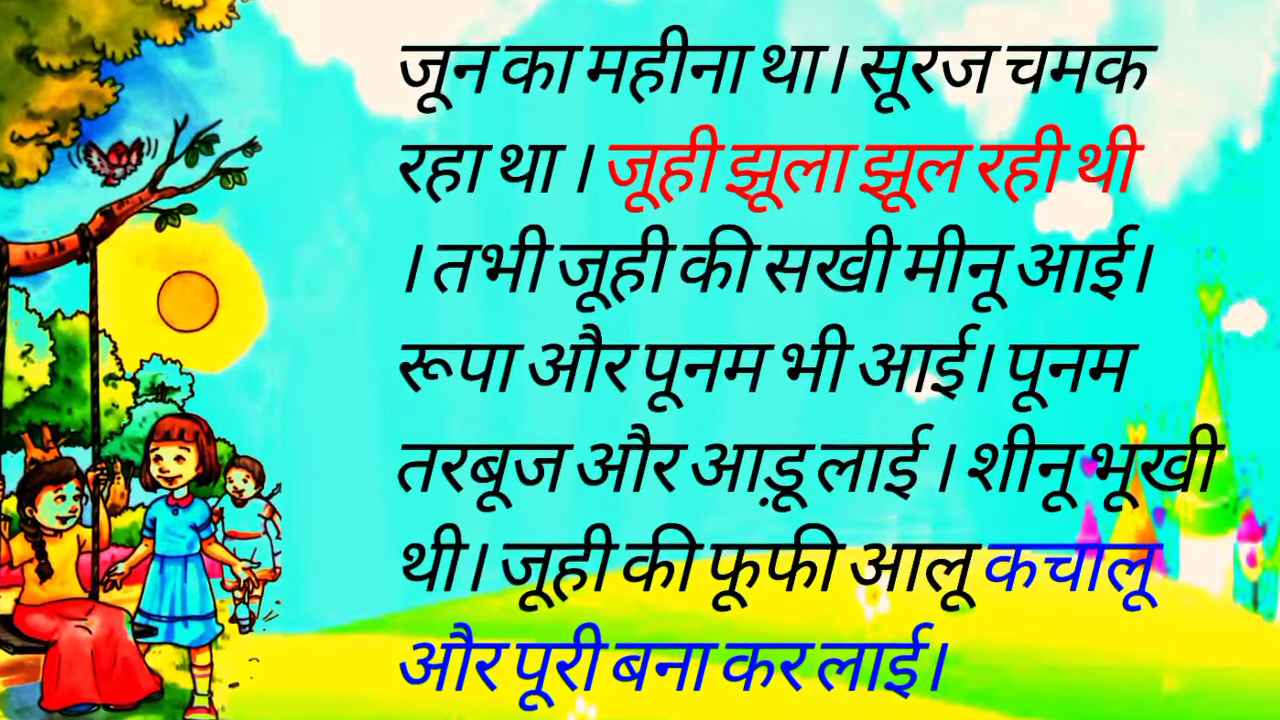 जून का महीना था। सूरज चमक
रहा था । जूही झूला झूल रही थी
। तभी जूही की सखी मीनू आई।
रूपा और पूनम भी आई। पूनम
तरबूज और आड़ू लाई । शीनू भूखी
थी। जूही की फूफी आलू कचालू
और पूरी बना कर लाई।